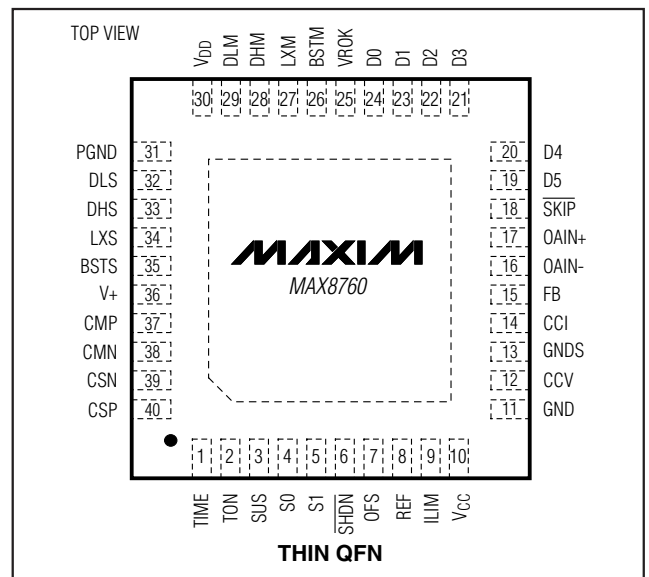 TOP VIEW
VDD DLM DHM LXM BSTM VROK D0 D1 D2 D3
30 29 28 27 26 25 24 23 22 21
PGND 31
DLS 32
DHS 33
LXS 34
BSTS 35
V+ 36
CMP 37
CMN 38
CSN 39
CSP 40
20 D4
19 D5
18 SKIP
17 OAIN+
16 OAIN-
15 FB
14 CCI
13 GNDS
12 CCV
11 GND
MAXIM
MAX8760
1 2 3 4 5 6 7 8 9 10
TIME TON SUS S0 S1 SHDN OFS REF ILIM VCC
THIN QFN